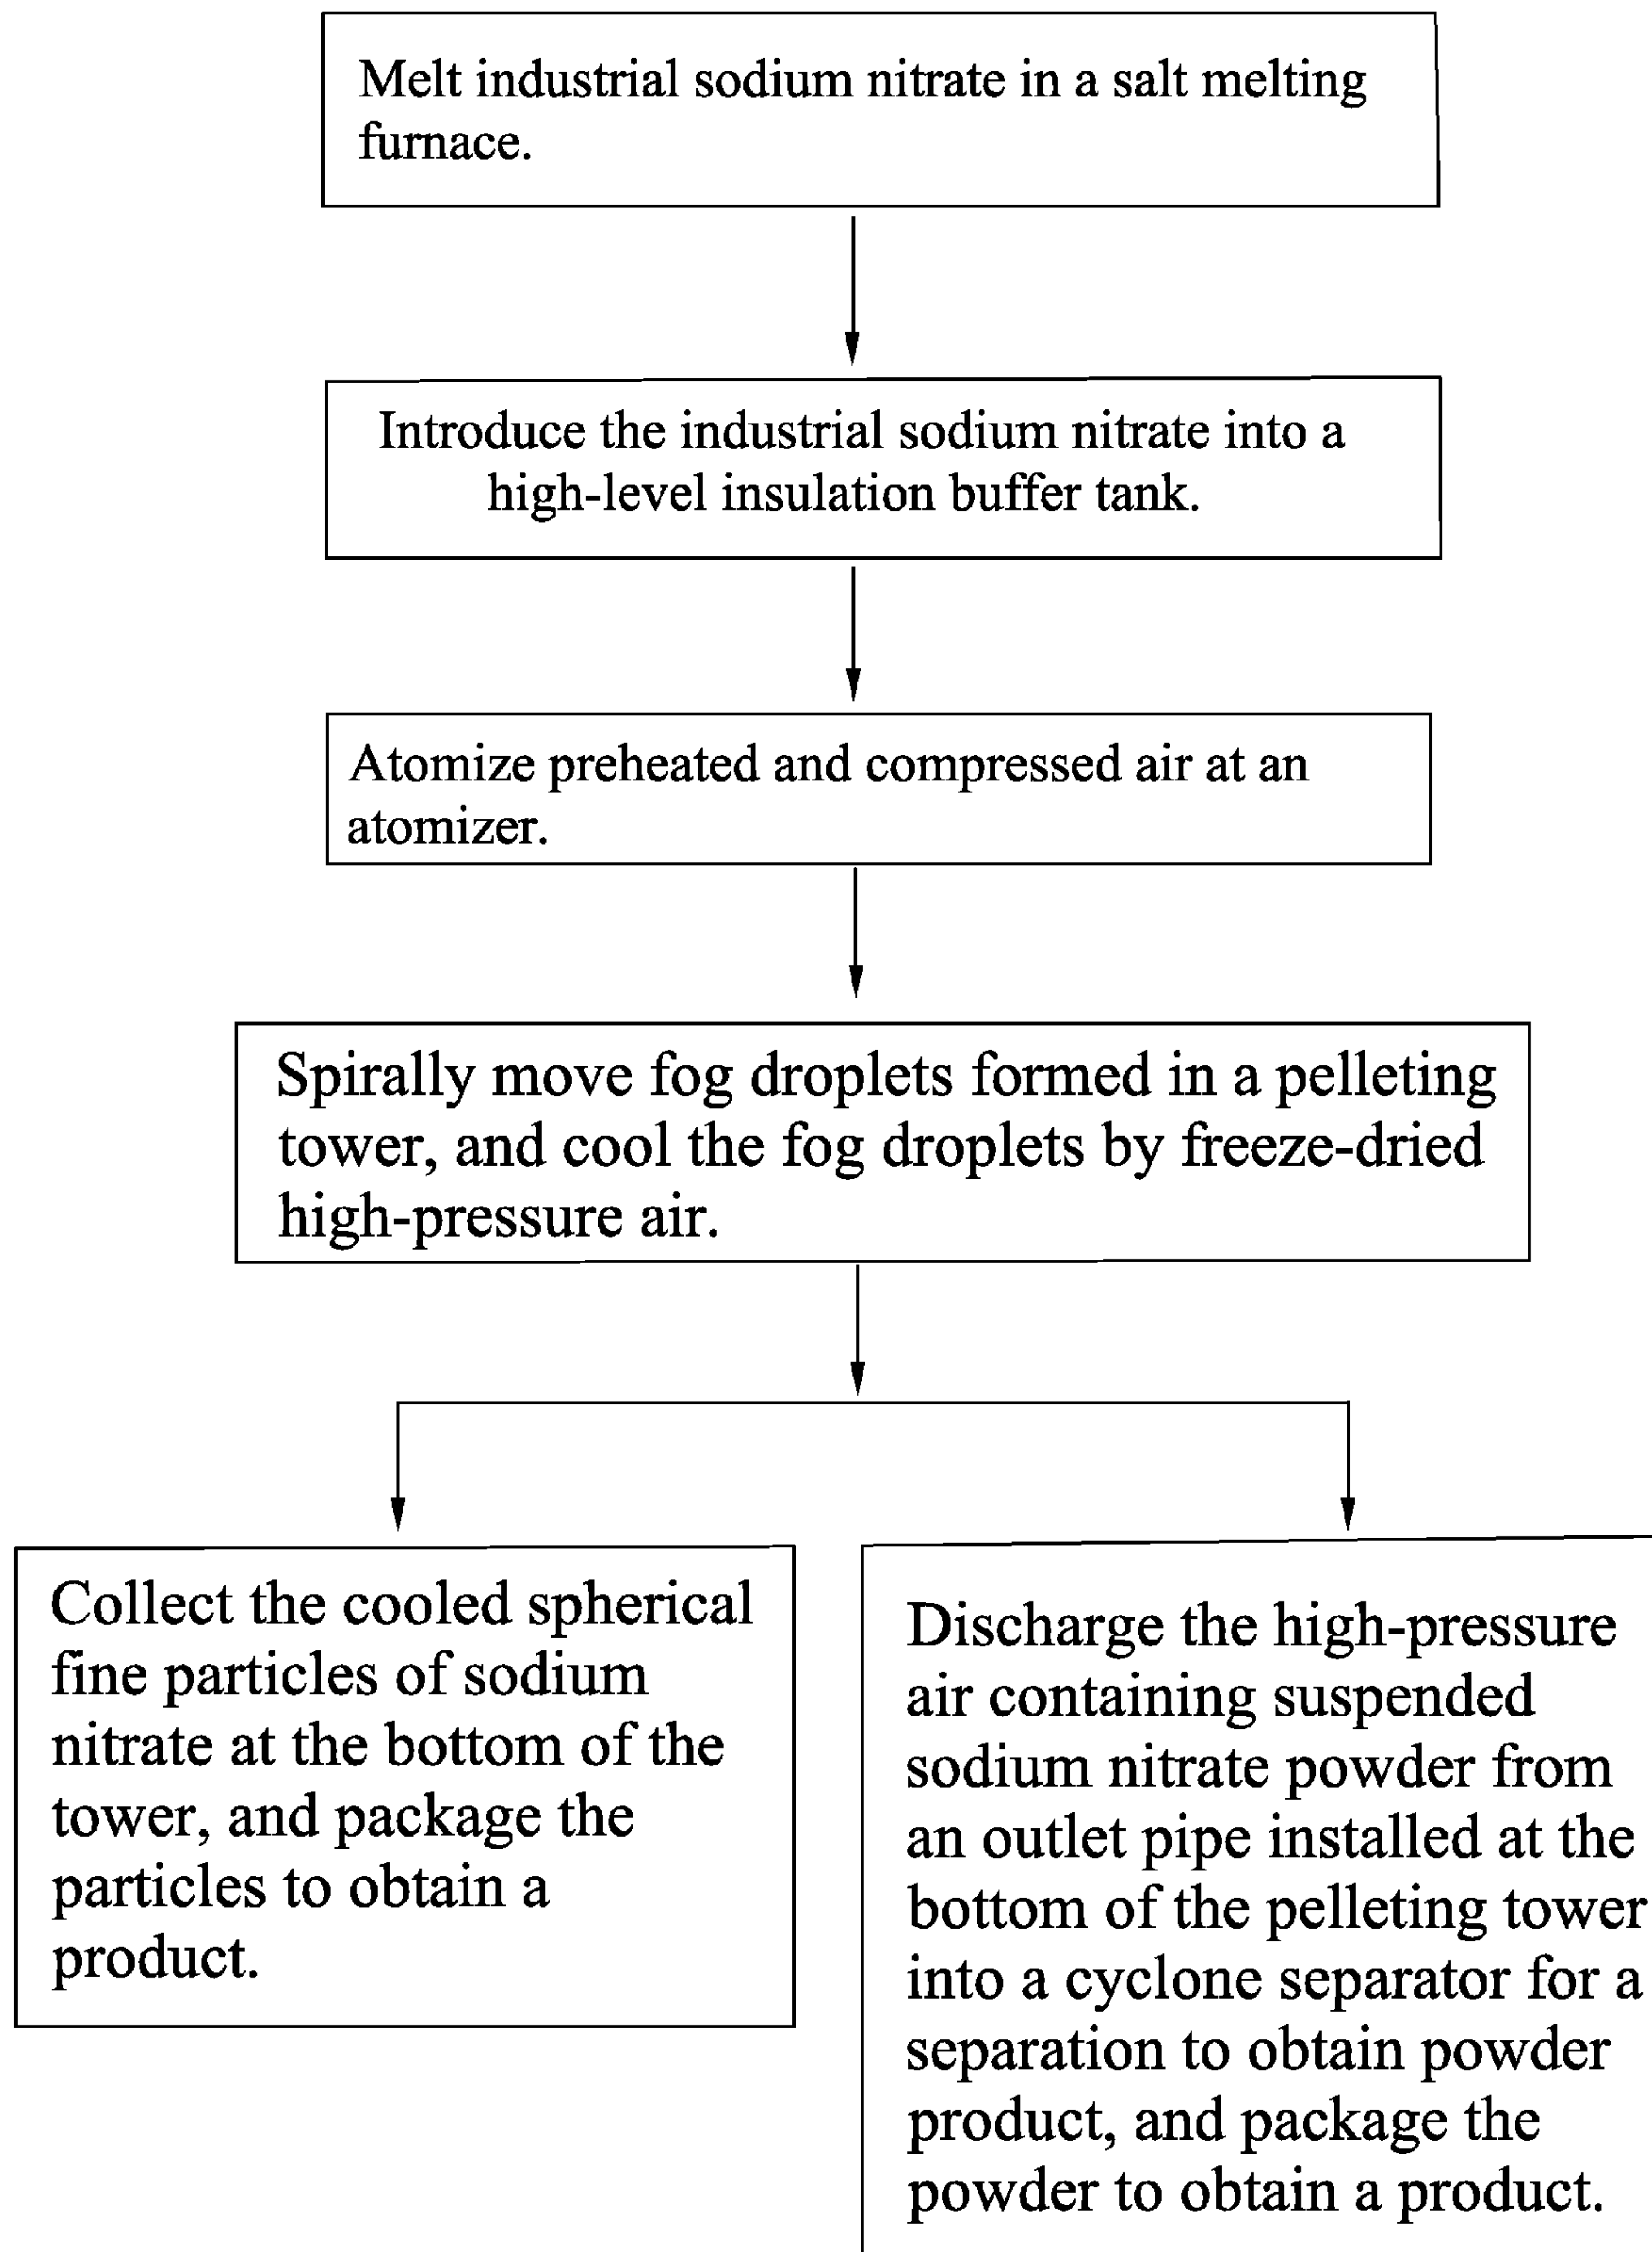 Melt industrial sodium nitrate in a salt melting
furnace.
Introduce the industrial sodium nitrate into a
high-level insulation buffer tank.
Atomize preheated and compressed air at an
atomizer.
Spirally move fog droplets formed in a pelleting
tower, and cool the fog droplets by freeze-dried
high-pressure air.
Collect the cooled spherical
fine particles of sodium
nitrate at the bottom of the
tower, and package the
particles to obtain a
product.
Discharge the high-pressure
air containing suspended
sodium nitrate powder from
an outlet pipe installed at the
bottom of the pelleting tower
into a cyclone separator for a
separation to obtain powder
product, and package the
powder to obtain a product.